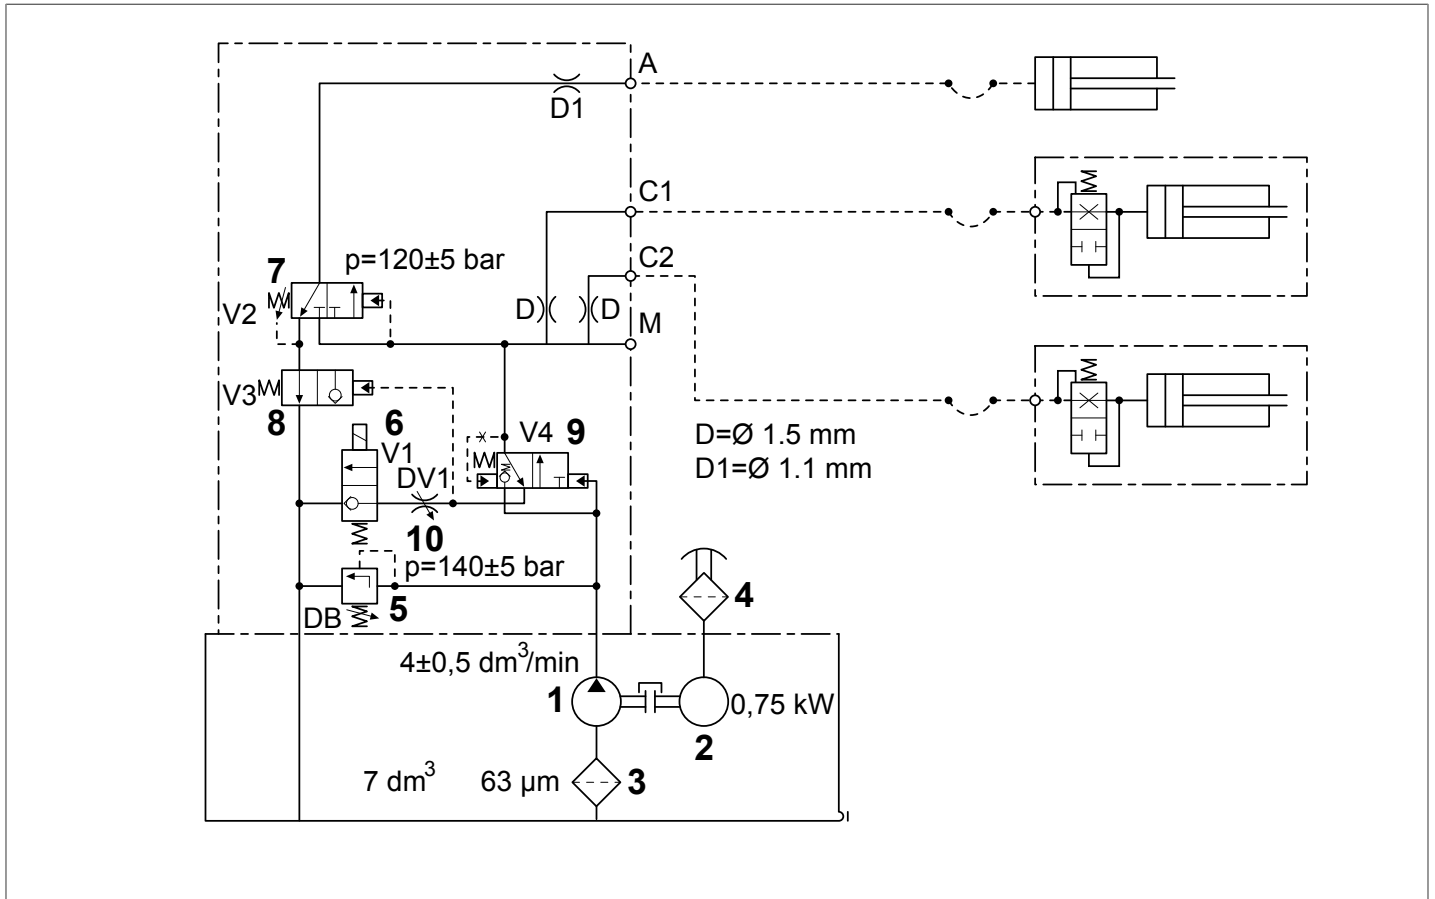 A
D1
C1
p=120±5 bar
C2
7
V2
D
D
M
V3
8
6
V1
DV1
V4
9
D=Ø 1.5 mm
D1=Ø 1.1 mm
10
p=140±5 bar
DB
5
4
4±0,5 dm³/min
1
0,75 kW
2
7 dm³
63 µm
3